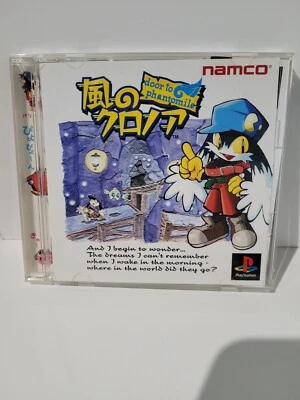 namco
風のクロノア
door to phantomile
And I begin to wonder...
The dreams I can't remember
when I wake in the morning -
where in the world did they go?
PlayStation